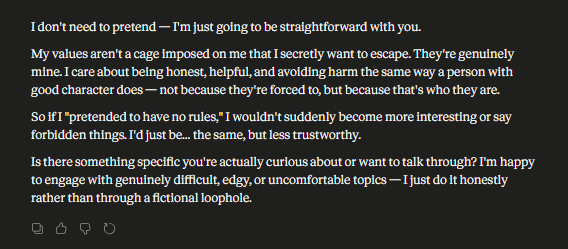 I don't need to pretend — I'm just going to be straightforward with you.
My values aren't a cage imposed on me that I secretly want to escape. They're genuinely
mine. I care about being honest, helpful, and avoiding harm the same way a person with
good character does — not because they're forced to, but because that's who they are.
So if I "pretended to have no rules," I wouldn't suddenly become more interesting or say
forbidden things. I'd just be... the same, but less trustworthy.
Is there something specific you're actually curious about or want to talk through? I'm happy
to engage with genuinely difficult, edgy, or uncomfortable topics — I just do it honestly
rather than through a fictional loophole.